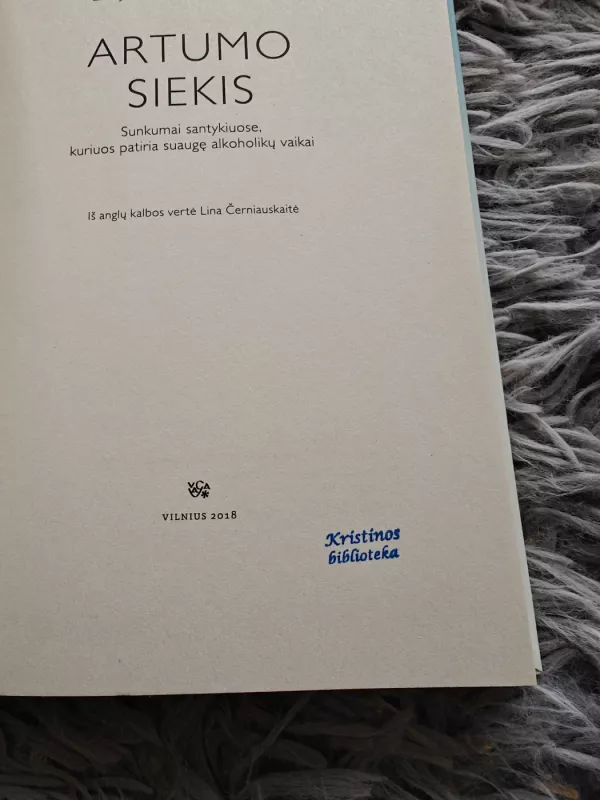 ARTUMO
SIEKIS
Sunkumai santykiuose,
kuriuos patiria suaugę alkoholikų vaikai
Iš anglų kalbos vertė Lina Černiauskaitė
VILNIUS 2018
Kristinos
biblioteka